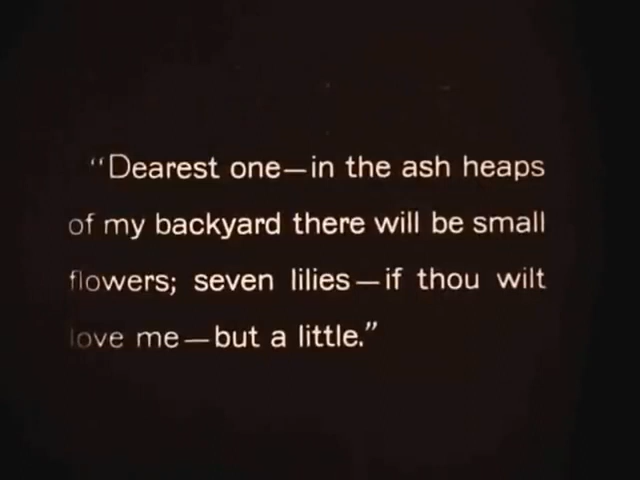 “Dearest one—in the ash heaps
of my backyard there will be small
flowers; seven lilies—if thou wilt
love me—but a little.”